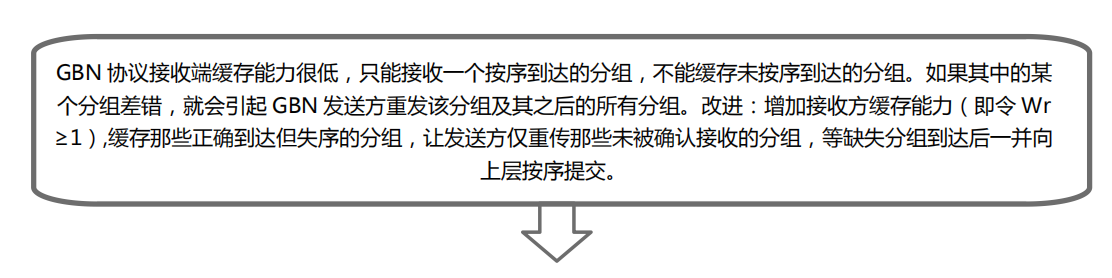 GBN 协议接收端缓存能力很低，只能接收一个按序到达的分组，不能缓存未按序到达的分组。如果其中的某
个分组差错，就会引起 GBN 发送方重发该分组及其之后的所有分组。改进：增加接收方缓存能力（即令 Wr
≥1）,缓存那些正确到达但失序的分组，让发送方仅重传那些未被确认接收的分组，等缺失分组到达后一并向
上层按序提交。